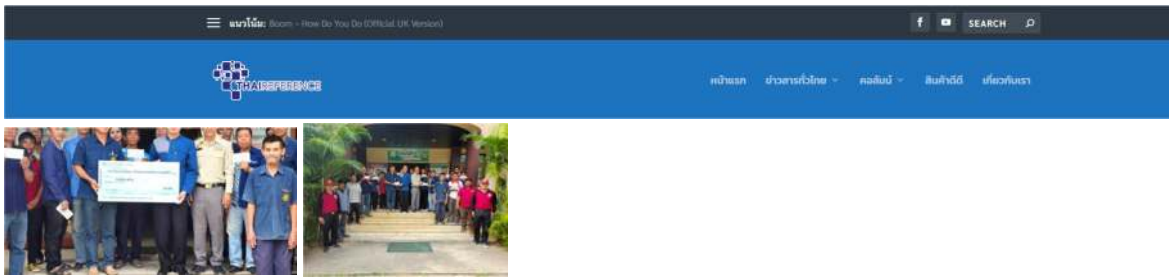 แนวโน้ม: Boom - How Do You Do (Official UK Version)
SEARCH
THAIREFERENCE
หน้าแรก ข่าวสารทั่วไทย คอลัมน์ สินค้าดีดี เกี่ยวกับเรา